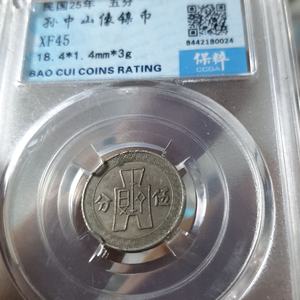 民国25年 五分
孙中山像镍币
XF45
18.4*1.4mm*3g
BAO CUI COINS RATING
8442180024
保粹
CCGA
分 伍